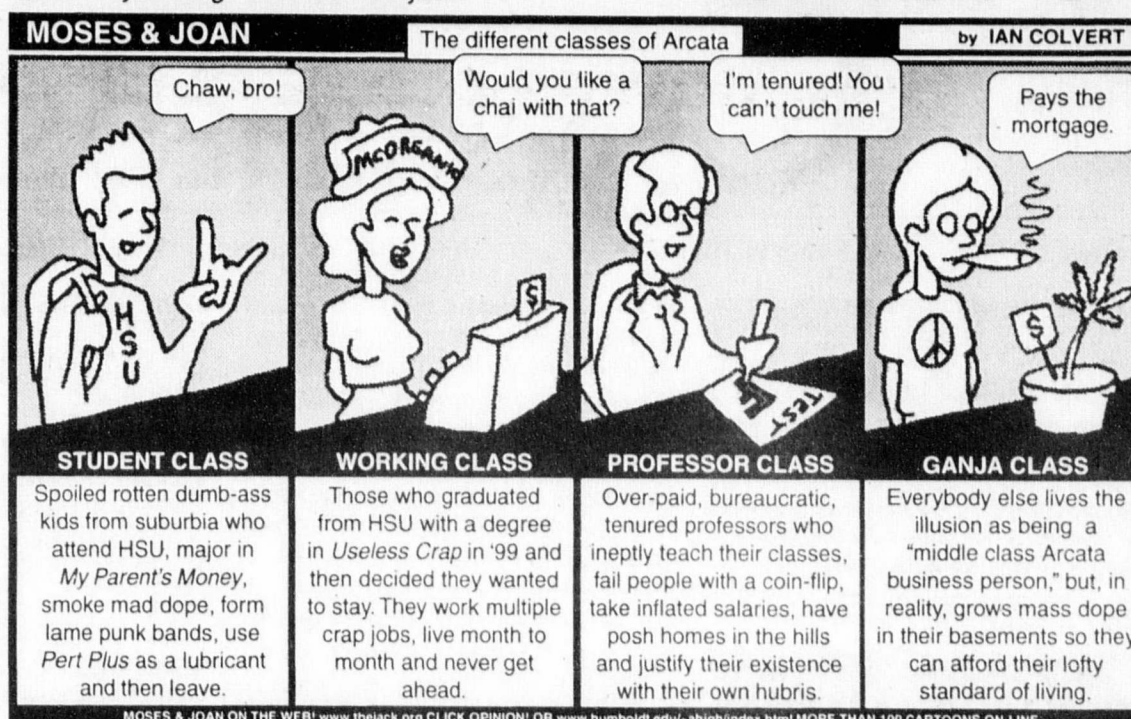 MOSES & JOAN
The different classes of Arcata
by IAN COLVERT
Chaw, bro!
HSU
STUDENT CLASS
Spoiled rotten dumb-ass
kids from suburbia who
attend HSU, major in
My Parent's Money,
smoke mad dope, form
lame punk bands, use
Pert Plus as a lubricant
and then leave.
Would you like a
chai with that?
McORGANIC
$
WORKING CLASS
Those who graduated
from HSU with a degree
in Useless Crap in '99 and
then decided they wanted
to stay. They work multiple
crap jobs, live month to
month and never get
ahead.
I'm tenured! You
can't touch me!
TEST
F
PROFESSOR CLASS
Over-paid, bureaucratic,
tenured professors who
ineptly teach their classes,
fail people with a coin-flip,
take inflated salaries, have
posh homes in the hills
and justify their existence
with their own hubris.
Pays the
mortgage.
$
GANJA CLASS
Everybody else lives the
illusion as being a
"middle class Arcata
business person," but, in
reality, grows mass dope
in their basements so they
can afford their lofty
standard of living.
MOSES & JOAN ON THE WEB! www.thejack.org CLICK OPINION! OR MORE THAN 100 CARTOONS ON LINE